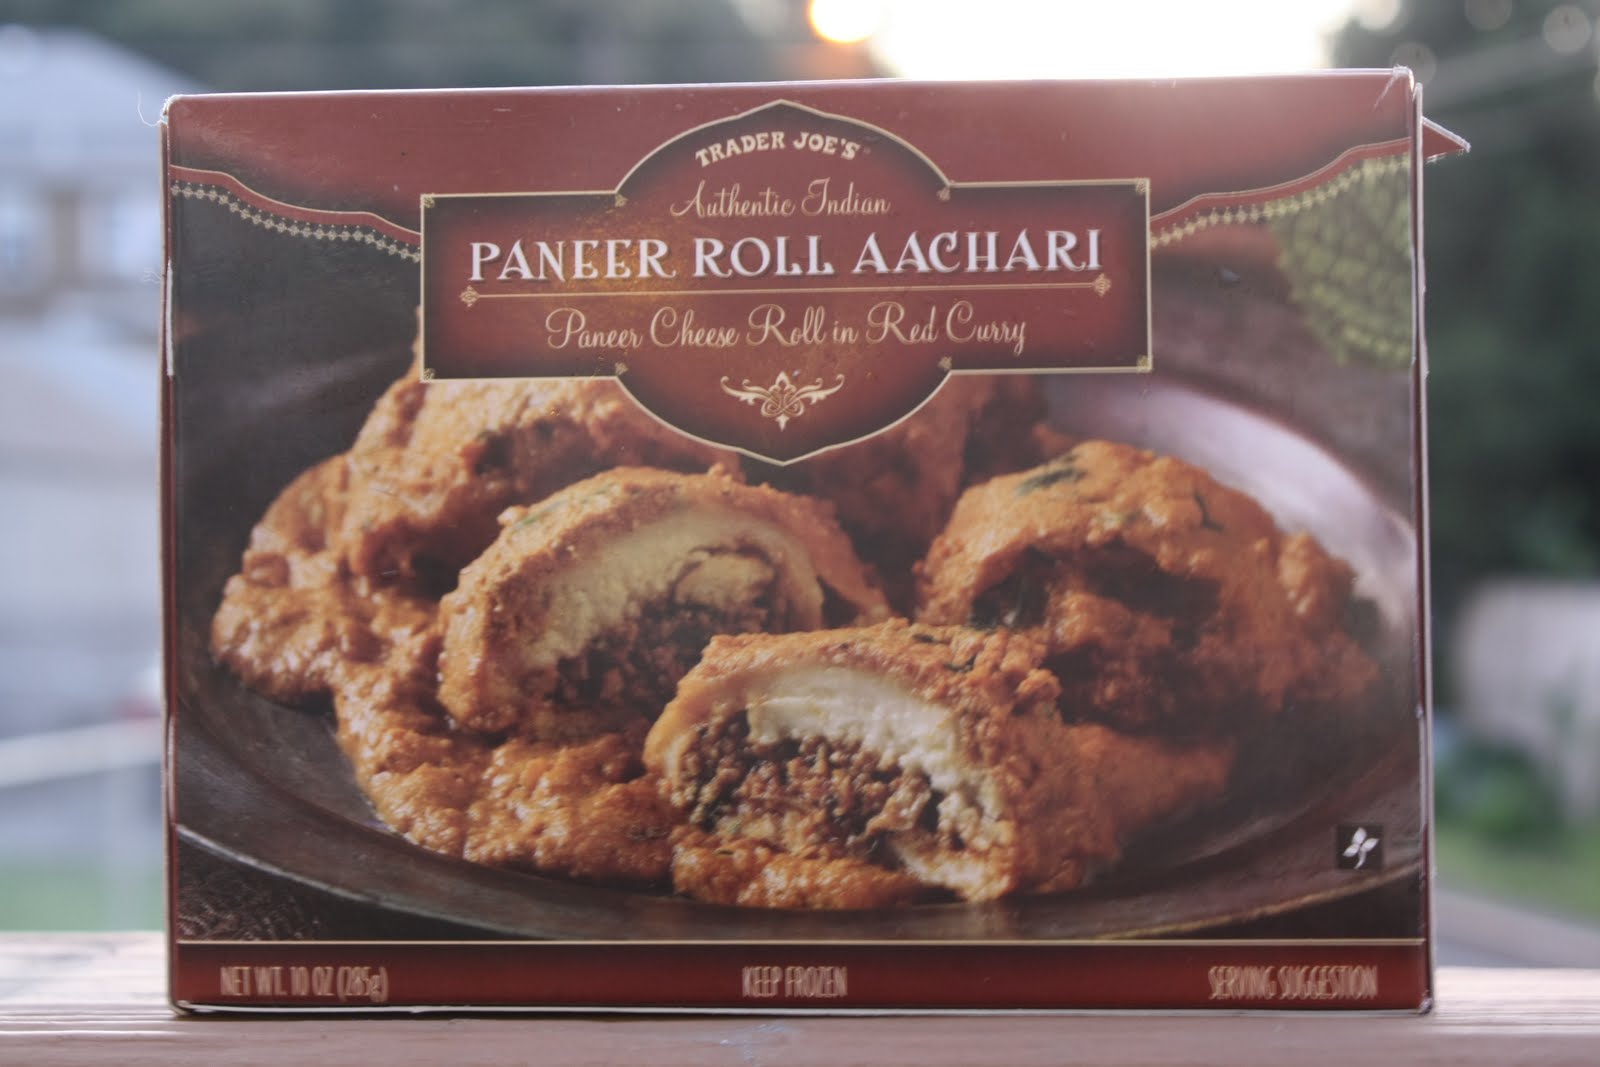 TRADER JOE'S
Authentic Indian
PANEER ROLL AACHARI
Paneer Cheese Roll in Red Curry
NET WT. 10 OZ (285g)
KEEP FROZEN
SERVING SUGGESTION